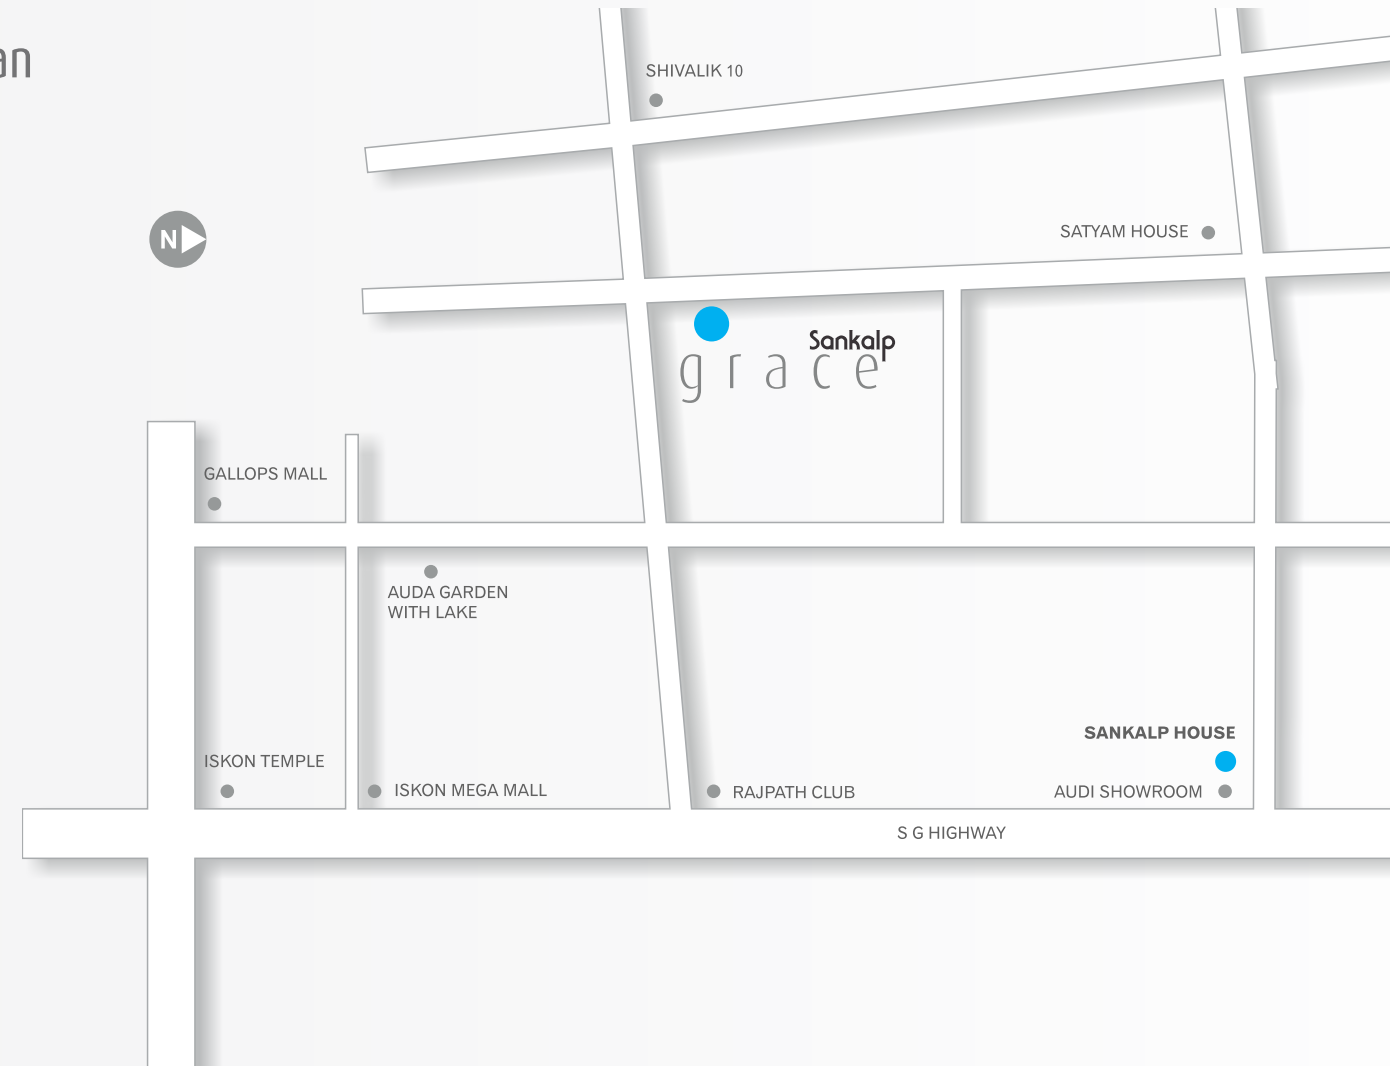 SHIVALIK 10
N
SATYAM HOUSE
Sankalp
grace
GALLOPS MALL
AUDA GARDEN
WITH LAKE
SANKALP HOUSE
ISKON TEMPLE
ISKON MEGA MALL
RAJPATH CLUB
AUDI SHOWROOM
S G HIGHWAY